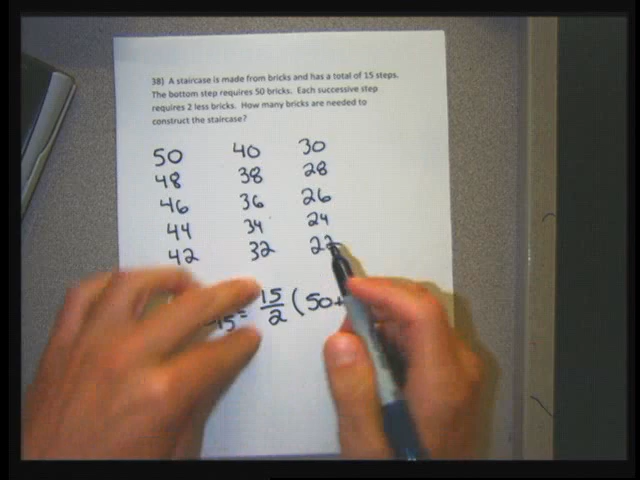 38) A staircase is made from bricks and has a total of 15 steps.
The bottom step requires 50 bricks. Each successive step
requires 2 less bricks. How many bricks are needed to
construct the staircase?
50 40 30
48 38 28
46 36 26
44 34 24
42 32 22
15 = 15/2 (50+